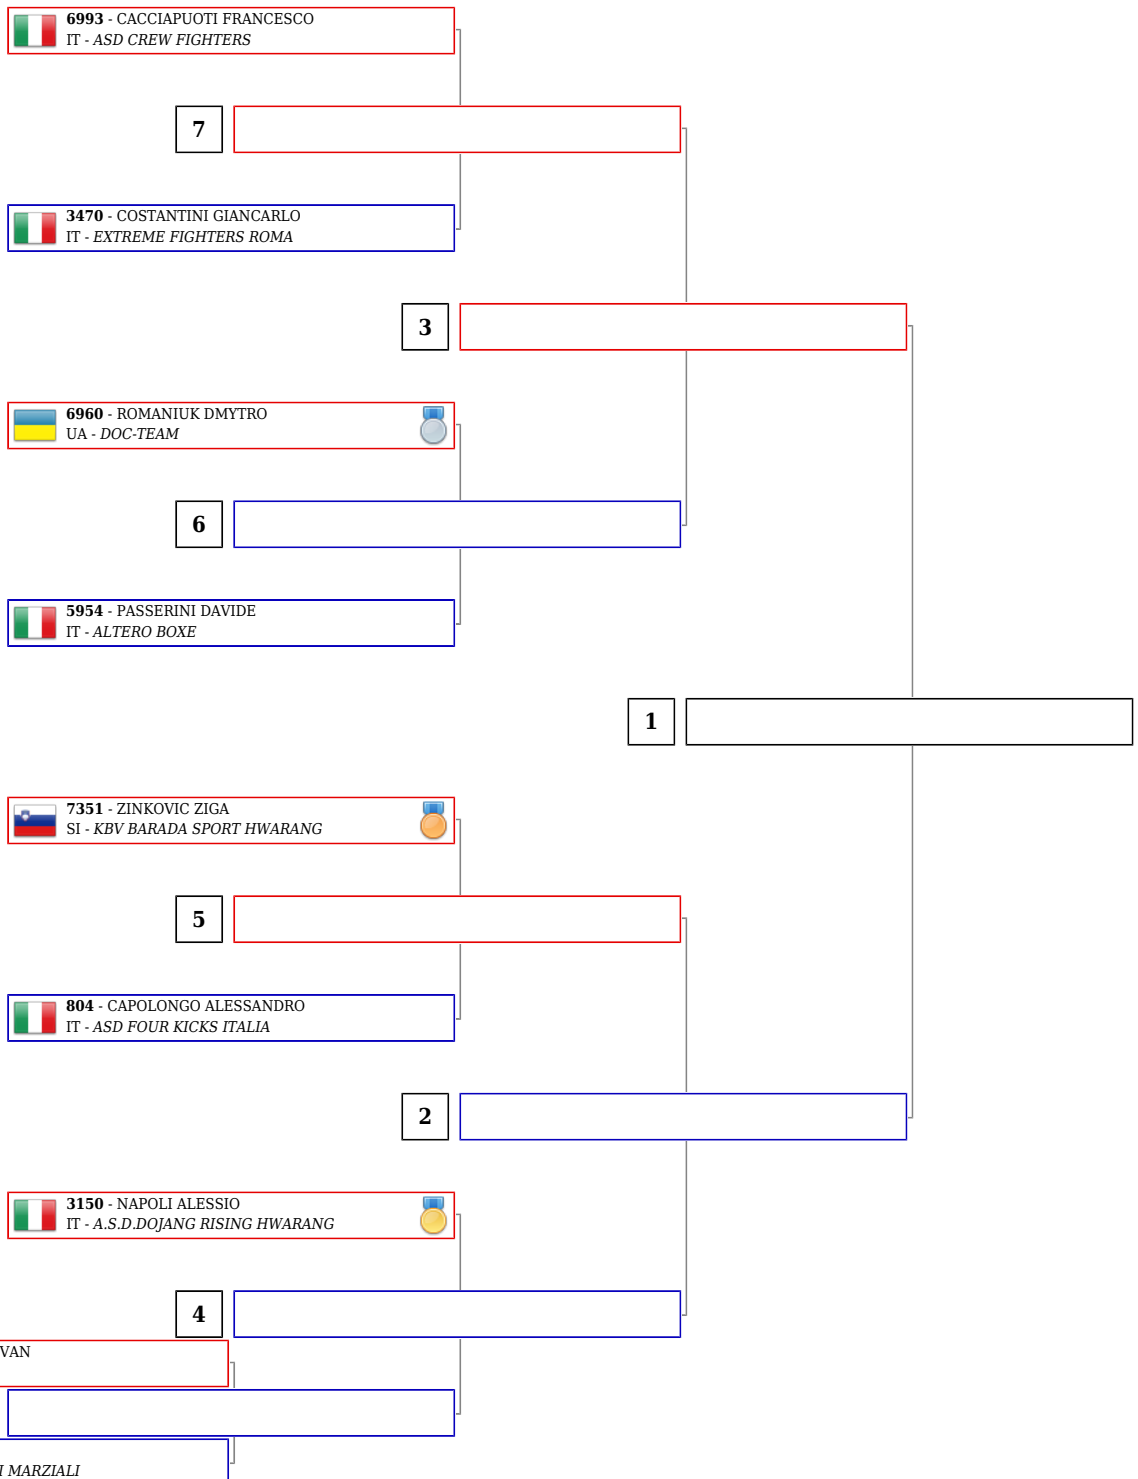 6993 - CACCIAPUOTI FRANCESCO
IT - ASD CREW FIGHTERS
7
3470 - COSTANTINI GIANCARLO
IT - EXTREME FIGHTERS ROMA
3
6960 - ROMANIUK DMYTRO
UA - DOC-TEAM
6
5954 - PASSERINI DAVIDE
IT - ALTERO BOXE
1
7351 - ZINKOVIC ZIGA
SI - KBV BARADA SPORT HWARANG
5
804 - CAPOLONGO ALESSANDRO
IT - ASD FOUR KICKS ITALIA
2
3150 - NAPOLI ALESSIO
IT - A.S.D.DOJANG RISING HWARANG
4
VAN
I MARZIALI